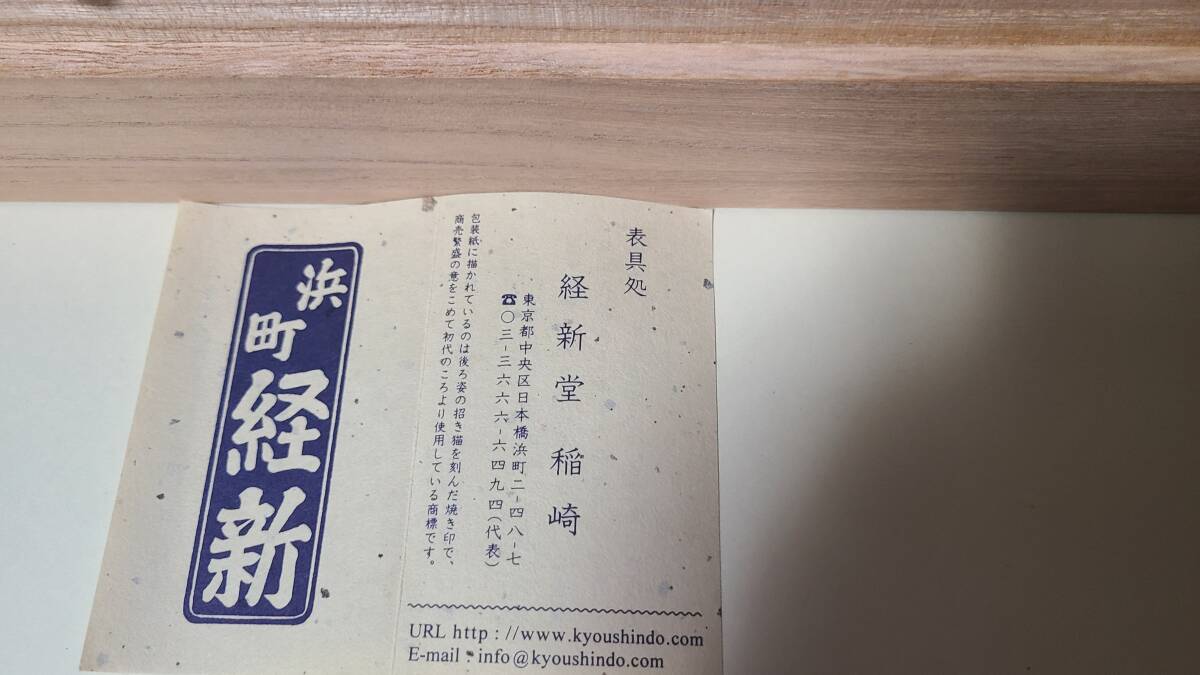 表具処
経新堂 稲崎
東京都中央区日本橋浜町二-四八-七
☎〇三-三六六六-六四九四(代表)
包装紙に描かれているのは後ろ姿の招き猫を刻んだ焼き印で、
商売繁盛の意をこめて初代のころより使用している商標です。
URL http : //www.kyoushindo.com
E-mail : info@kyoushindo.com
浜町
経新